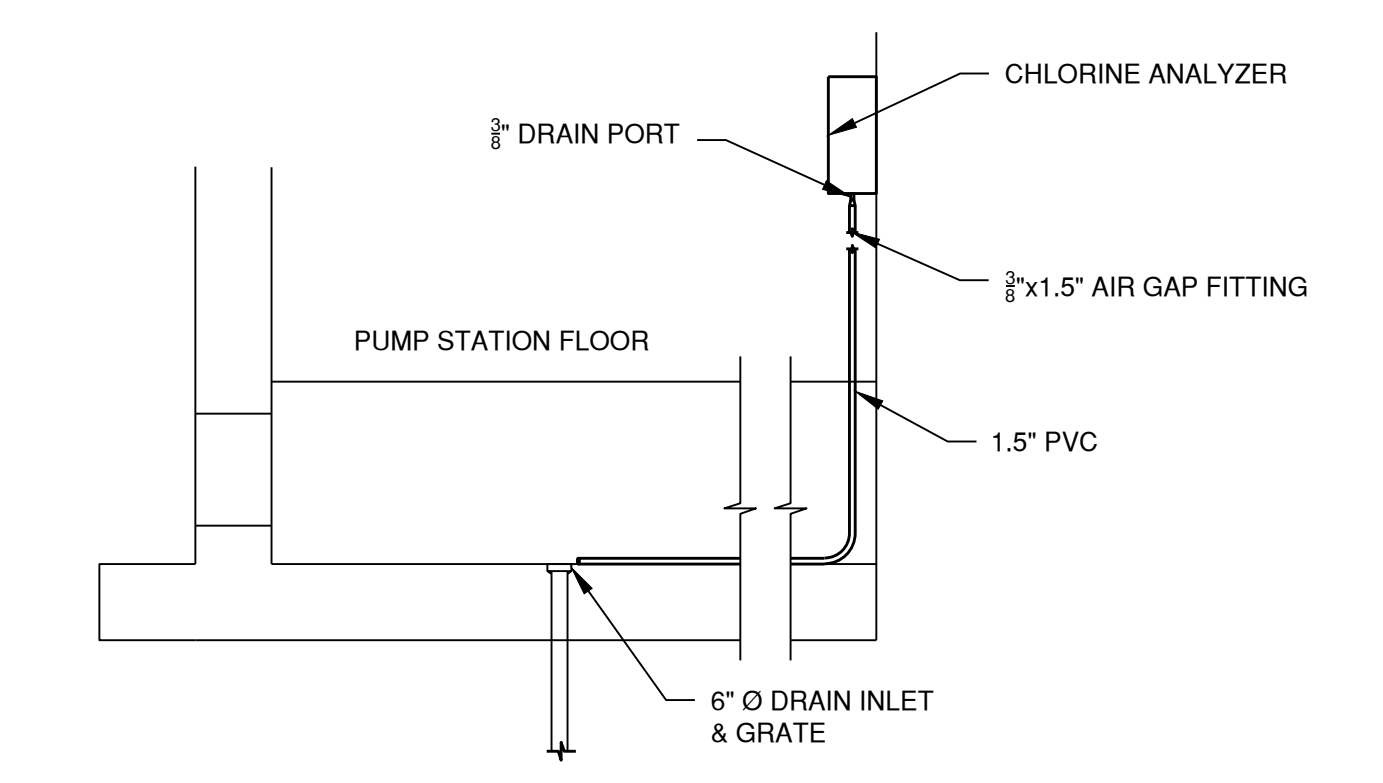 CHLORINE ANALYZER
3/8" DRAIN PORT
3/8"x1.5" AIR GAP FITTING
PUMP STATION FLOOR
1.5" PVC
6" Ø DRAIN INLET
& GRATE